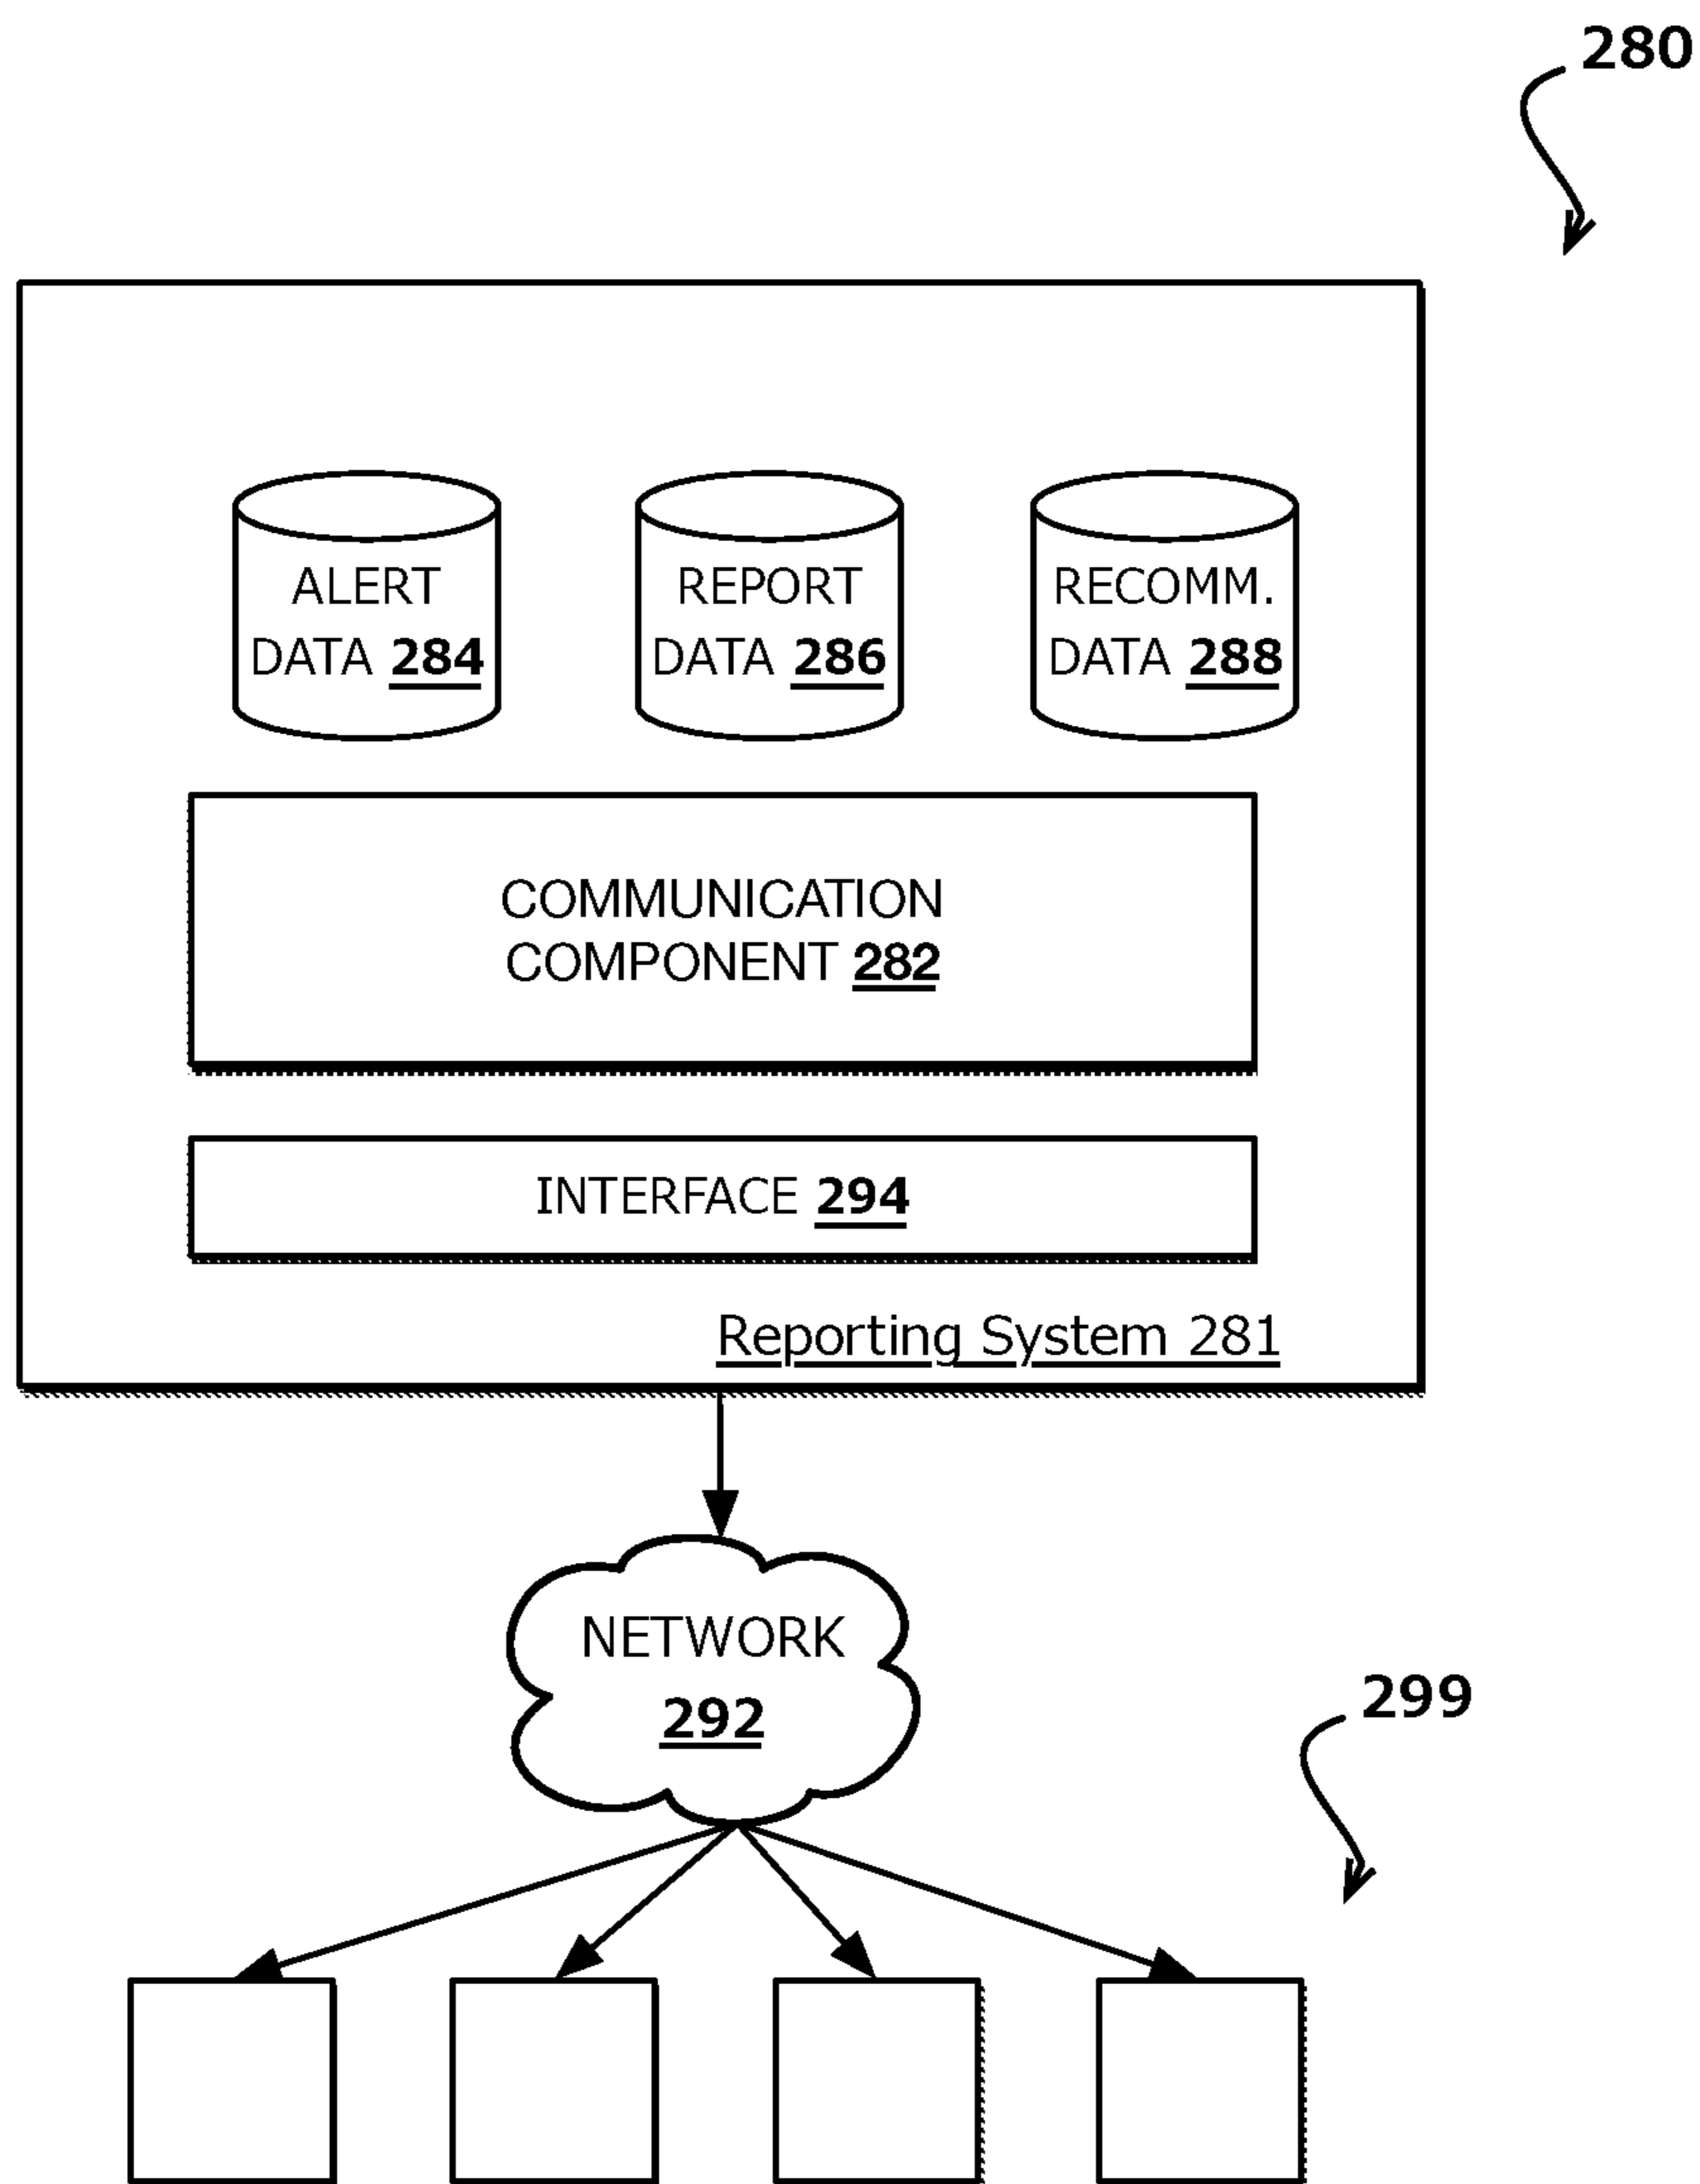 280
ALERT
DATA 284
REPORT
DATA 286
RECOMM.
DATA 288
COMMUNICATION
COMPONENT 282
INTERFACE 294
Reporting System 281
NETWORK
292
299